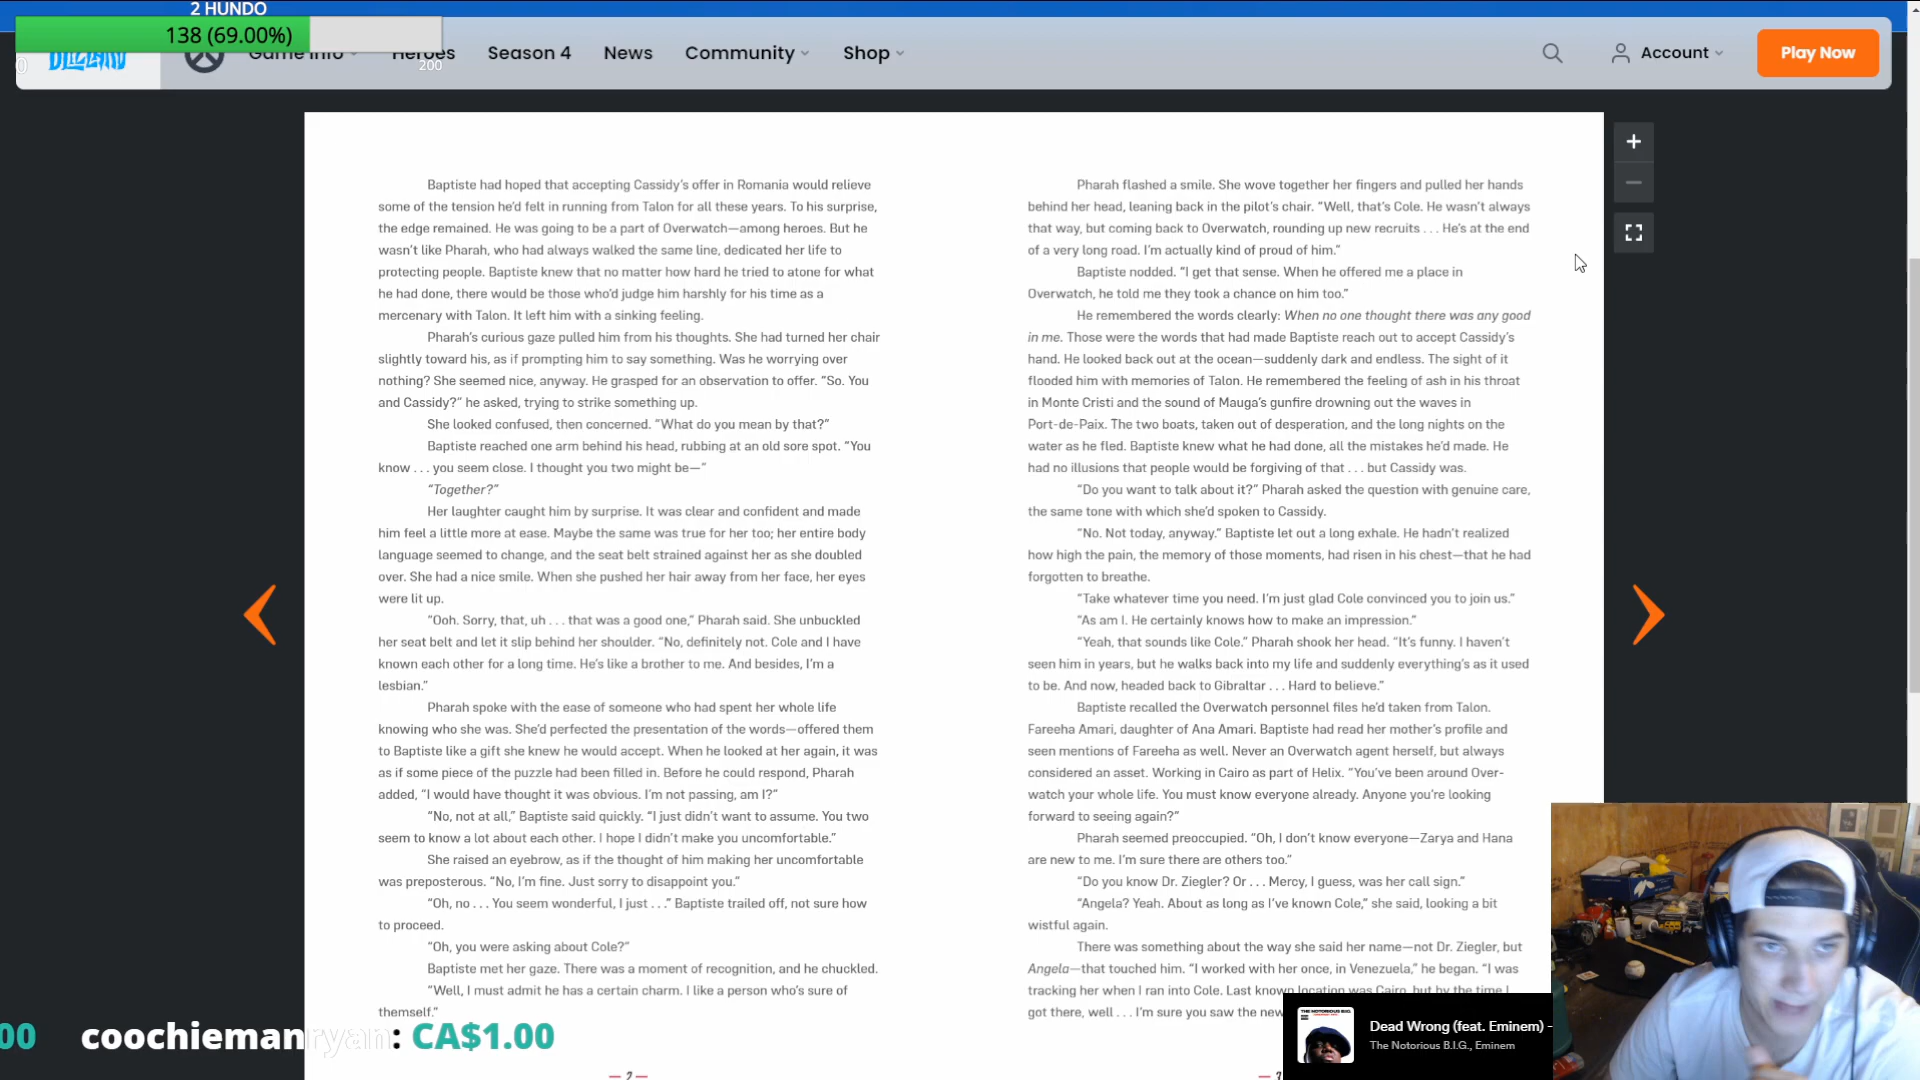 2 HUNDO
138 (69.00%)
0
200
BLIZZARD
Game Info
Heroes
Season 4
News
Community
Shop
Account
Play Now
Baptiste had hoped that accepting Cassidy’s offer in Romania would relieve
some of the tension he’d felt in running from Talon for all these years. To his surprise,
the edge remained. He was going to be a part of Overwatch—among heroes. But he
wasn’t like Pharah, who had always walked the same line, dedicated her life to
protecting people. Baptiste knew that no matter how hard he tried to atone for what
he had done, there would be those who’d judge him harshly for his time as a
mercenary with Talon. It left him with a sinking feeling.
Pharah’s curious gaze pulled him from his thoughts. She had turned her chair
slightly toward his, as if prompting him to say something. Was he worrying over
nothing? She seemed nice, anyway. He grasped for an observation to offer. “So. You
and Cassidy?” he asked, trying to strike something up.
She looked confused, then concerned. “What do you mean by that?”
Baptiste reached one arm behind his head, rubbing at an old sore spot. “You
know . . . you seem close. I thought you two might be—”
“Together?”
Her laughter caught him by surprise. It was clear and confident and made
him feel a little more at ease. Maybe the same was true for her too; her entire body
language seemed to change, and the seat belt strained against her as she doubled
over. She had a nice smile. When she pushed her hair away from her face, her eyes
were lit up.
“Ooh. Sorry, that, uh . . . that was a good one,” Pharah said. She unbuckled
her seat belt and let it slip behind her shoulder. “No, definitely not. Cole and I have
known each other for a long time. He’s like a brother to me. And besides, I’m a
lesbian.”
Pharah spoke with the ease of someone who had spent her whole life
knowing who she was. She’d perfected the presentation of the words—offered them
to Baptiste like a gift she knew he would accept. When he looked at her again, it was
as if some piece of the puzzle had been filled in. Before he could respond, Pharah
added, “I would have thought it was obvious. I’m not passing, am I?”
“No, not at all,” Baptiste said quickly. “I just didn’t want to assume. You two
seem to know a lot about each other. I hope I didn’t make you uncomfortable.”
She raised an eyebrow, as if the thought of him making her uncomfortable
was preposterous. “No, I’m fine. Just sorry to disappoint you.”
“Oh, no . . . You seem wonderful, I just . . .” Baptiste trailed off, not sure how
to proceed.
“Oh, you were asking about Cole?”
Baptiste met her gaze. There was a moment of recognition, and he chuckled.
“Well, I must admit he has a certain charm. I like a person who’s sure of
themself.”
— 2 —
Pharah flashed a smile. She wove together her fingers and pulled her hands
behind her head, leaning back in the pilot’s chair. “Well, that’s Cole. He wasn’t always
that way, but coming back to Overwatch, rounding up new recruits . . . He’s at the end
of a very long road. I’m actually kind of proud of him.”
Baptiste nodded. “I get that sense. When he offered me a place in
Overwatch, he told me they took a chance on him too.”
He remembered the words clearly: When no one thought there was any good
in me. Those were the words that had made Baptiste reach out to accept Cassidy’s
hand. He looked back out at the ocean—suddenly dark and endless. The sight of it
flooded him with memories of Talon. He remembered the feeling of ash in his throat
in Monte Cristi and the sound of Mauga’s gunfire drowning out the waves in
Port-de-Paix. The two boats, taken out of desperation, and the long nights on the
water as he fled. Baptiste knew what he had done, all the mistakes he’d made. He
had no illusions that people would be forgiving of that . . . but Cassidy was.
“Do you want to talk about it?” Pharah asked the question with genuine care,
the same tone with which she’d spoken to Cassidy.
“No. Not today, anyway.” Baptiste let out a long exhale. He hadn’t realized
how high the pain, the memory of those moments, had risen in his chest—that he had
forgotten to breathe.
“Take whatever time you need. I’m just glad Cole convinced you to join us.”
“As am I. He certainly knows how to make an impression.”
“Yeah, that sounds like Cole.” Pharah shook her head. “It’s funny. I haven’t
seen him in years, but he walks back into my life and suddenly everything’s as it used
to be. And now, headed back to Gibraltar . . . Hard to believe.”
Baptiste recalled the Overwatch personnel files he’d taken from Talon.
Fareeha Amari, daughter of Ana Amari. Baptiste had read her mother’s profile and
seen mentions of Fareeha as well. Never an Overwatch agent herself, but always
considered an asset. Working in Cairo as part of Helix. “You’ve been around Over-
watch your whole life. You must know everyone already. Anyone you’re looking
forward to seeing again?”
Pharah seemed preoccupied. “Oh, I don’t know everyone—Zarya and Hana
are new to me. I’m sure there are others too.”
“Do you know Dr. Ziegler? Or . . . Mercy, I guess, was her call sign.”
“Angela? Yeah. About as long as I’ve known Cole,” she said, looking a bit
wistful again.
There was something about the way she said her name—not Dr. Ziegler, but
Angela—that touched him. “I worked with her once, in Venezuela,” he began. “I was
tracking her when I ran into Cole. Last known location was Cairo, but by the time I
got there, well . . . I’m sure you saw the new
00 coochiemanryan: CA$1.00
Dead Wrong (feat. Eminem) -
The Notorious B.I.G., Eminem